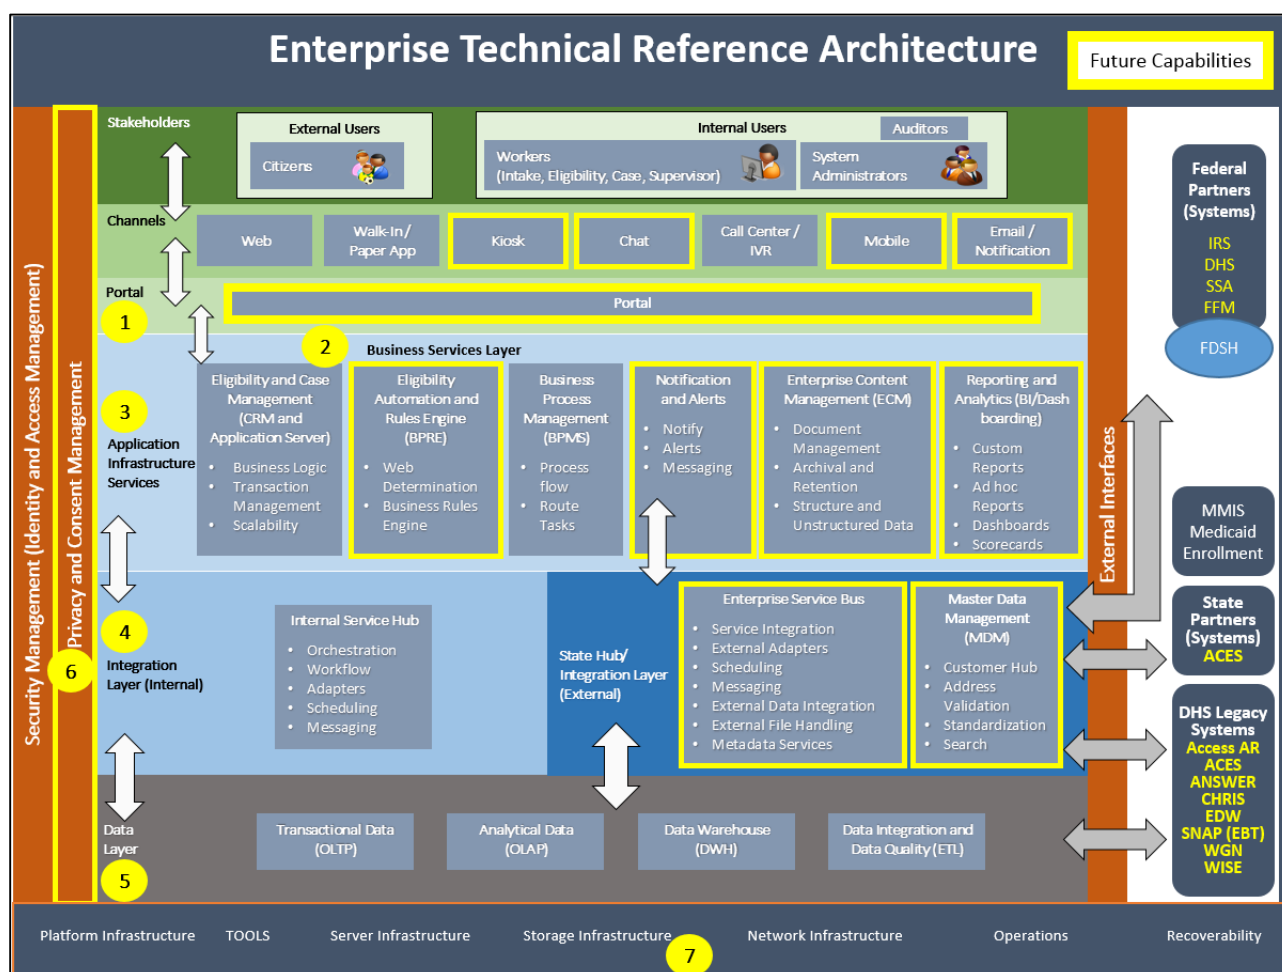 Enterprise Technical Reference Architecture
Future Capabilities
Stakeholders
External Users
Citizens
Internal Users
Auditors
Workers
(Intake, Eligibility, Case, Supervisor)
System
Administrators
Channels
Web
Walk-In /
Paper App
Kiosk
Chat
Call Center /
IVR
Mobile
Email /
Notification
Portal
1
Portal
2
Business Services Layer
3
Application
Infrastructure
Services
Eligibility and Case
Management
(CRM and
Application Server)
• Business Logic
• Transaction
Management
• Scalability
Eligibility
Automation and
Rules Engine
(BPRE)
• Web
Determination
• Business Rules
Engine
Business
Process
Management
(BPMS)
• Process
flow
• Route
Tasks
Notification
and Alerts
• Notify
• Alerts
• Messaging
Enterprise Content
Management (ECM)
• Document
Management
• Archival and
Retention
• Structure and
Unstructured Data
Reporting and
Analytics (BI/Dash
boarding)
• Custom
Reports
• Ad hoc
Reports
• Dashboards
• Scorecards
4
Integration
Layer (Internal)
Internal Service Hub
• Orchestration
• Workflow
• Adapters
• Scheduling
• Messaging
State Hub/
Integration Layer
(External)
Enterprise Service Bus
• Service Integration
• External Adapters
• Scheduling
• Messaging
• External Data Integration
• External File Handling
• Metadata Services
Master Data
Management
(MDM)
• Customer Hub
• Address
Validation
• Standardization
• Search
Data
Layer
5
Transactional Data
(OLTP)
Analytical Data
(OLAP)
Data Warehouse
(DWH)
Data Integration and
Data Quality (ETL)
Security Management (Identity and Access Management)
Privacy and Consent Management
6
External Interfaces
Federal
Partners
(Systems)
IRS
DHS
SSA
FFM
FDSH
MMIS
Medicaid
Enrollment
State
Partners
(Systems)
ACES
DHS Legacy
Systems
Access AR
ACES
ANSWER
CHRIS
EDW
SNAP (EBT)
WGN
WISE
Platform Infrastructure
TOOLS
Server Infrastructure
Storage Infrastructure
7
Network Infrastructure
Operations
Recoverability